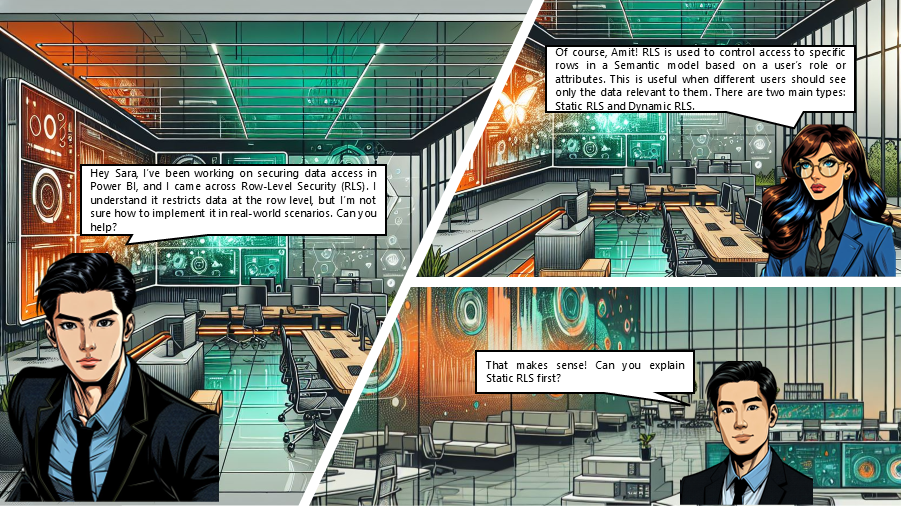 Hey Sara, I've been working on securing data access in
Power BI, and I came across Row-Level Security (RLS). I
understand it restricts data at the row level, but I'm not
sure how to implement it in real-world scenarios. Can you
help?
Of course, Amit! RLS is used to control access to specific
rows in a Semantic model based on a user's role or
attributes. This is useful when different users should see
only the data relevant to them. There are two main types:
Static RLS and Dynamic RLS.
That makes sense! Can you explain
Static RLS first?